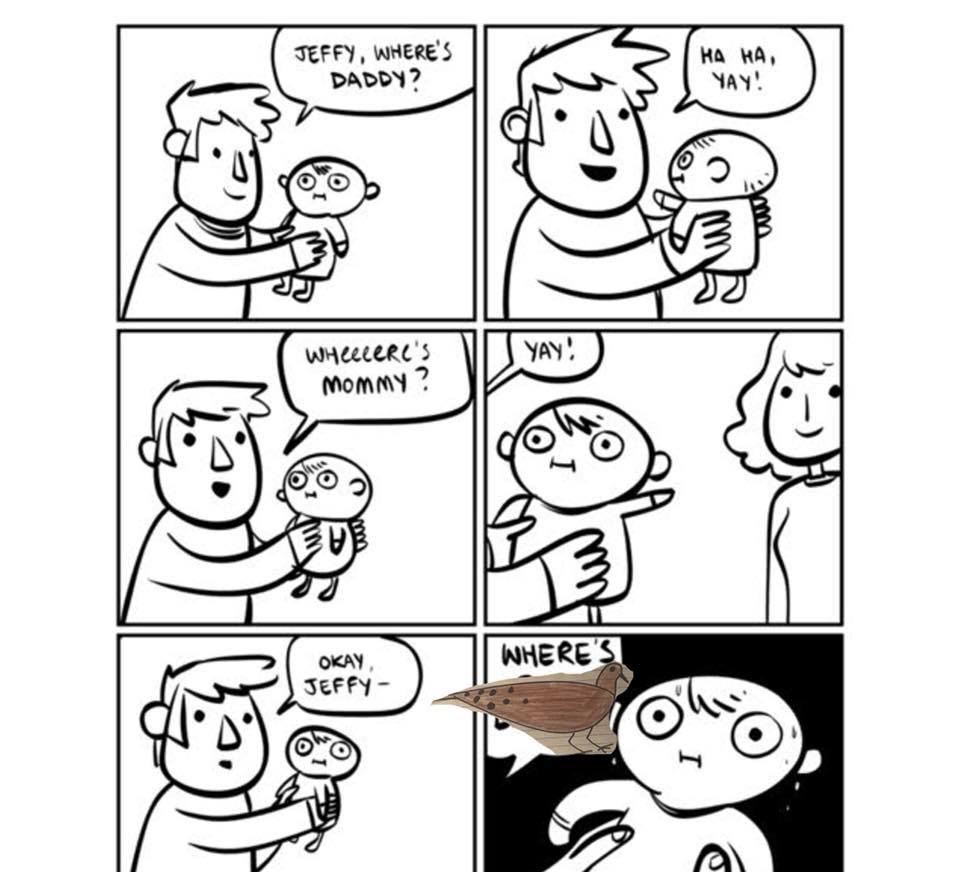 JEFFY, WHERE'S
DADDY?
HA HA,
YAY!
WHeeeeRe'S
MOMMY?
YAY!
OKAY,
JEFFY-
WHERE'S